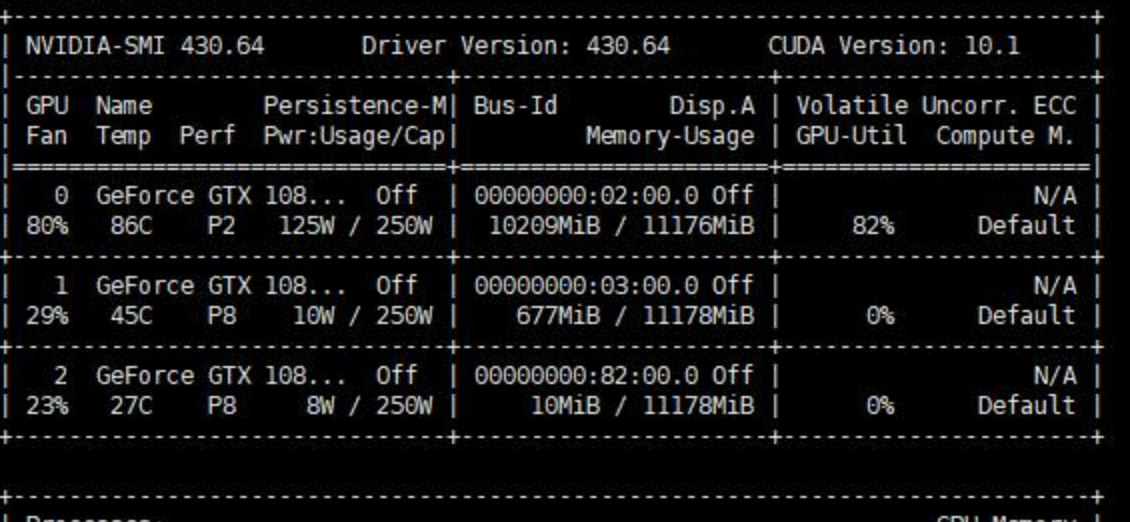 +-----------------------------------------------------------------------------+
| NVIDIA-SMI 430.64       Driver Version: 430.64       CUDA Version: 10.1     |
|-------------------------------+----------------------+----------------------+
| GPU  Name        Persistence-M| Bus-Id        Disp.A | Volatile Uncorr. ECC |
| Fan  Temp  Perf  Pwr:Usage/Cap|         Memory-Usage | GPU-Util  Compute M. |
|===============================+======================+======================|
|   0  GeForce GTX 108...  Off  | 00000000:02:00.0 Off |                  N/A |
| 80%   86C    P2   125W / 250W |  10209MiB / 11176MiB |     82%      Default |
+-------------------------------+----------------------+----------------------+
|   1  GeForce GTX 108...  Off  | 00000000:03:00.0 Off |                  N/A |
| 29%   45C    P8    10W / 250W |    677MiB / 11178MiB |      0%      Default |
+-------------------------------+----------------------+----------------------+
|   2  GeForce GTX 108...  Off  | 00000000:82:00.0 Off |                  N/A |
| 23%   27C    P8     8W / 250W |     10MiB / 11178MiB |      0%      Default |
+-------------------------------+----------------------+----------------------+

+-----------------------------------------------------------------------------+
| Processes:                                                       GPU Memory |